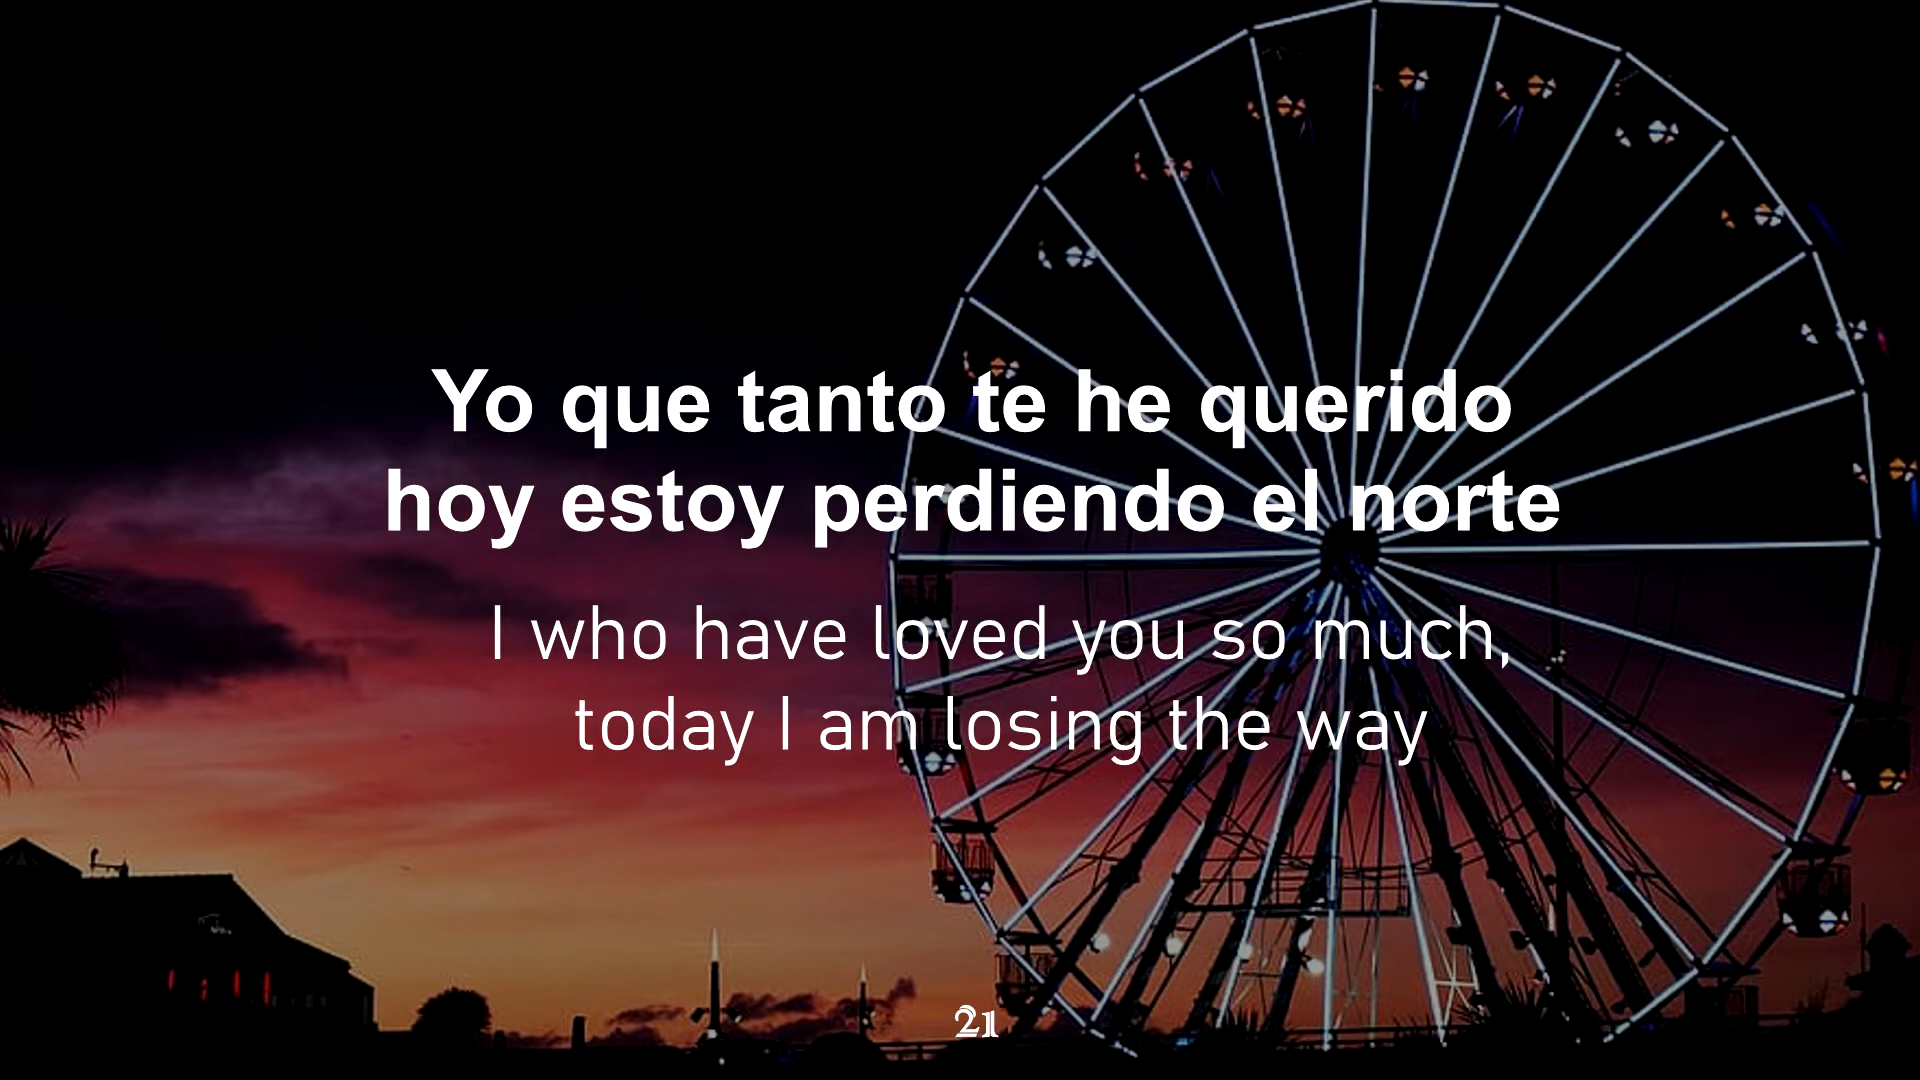 Yo que tanto te he querido
hoy estoy perdiendo el norte
I who have loved you so much,
today I am losing the way
21